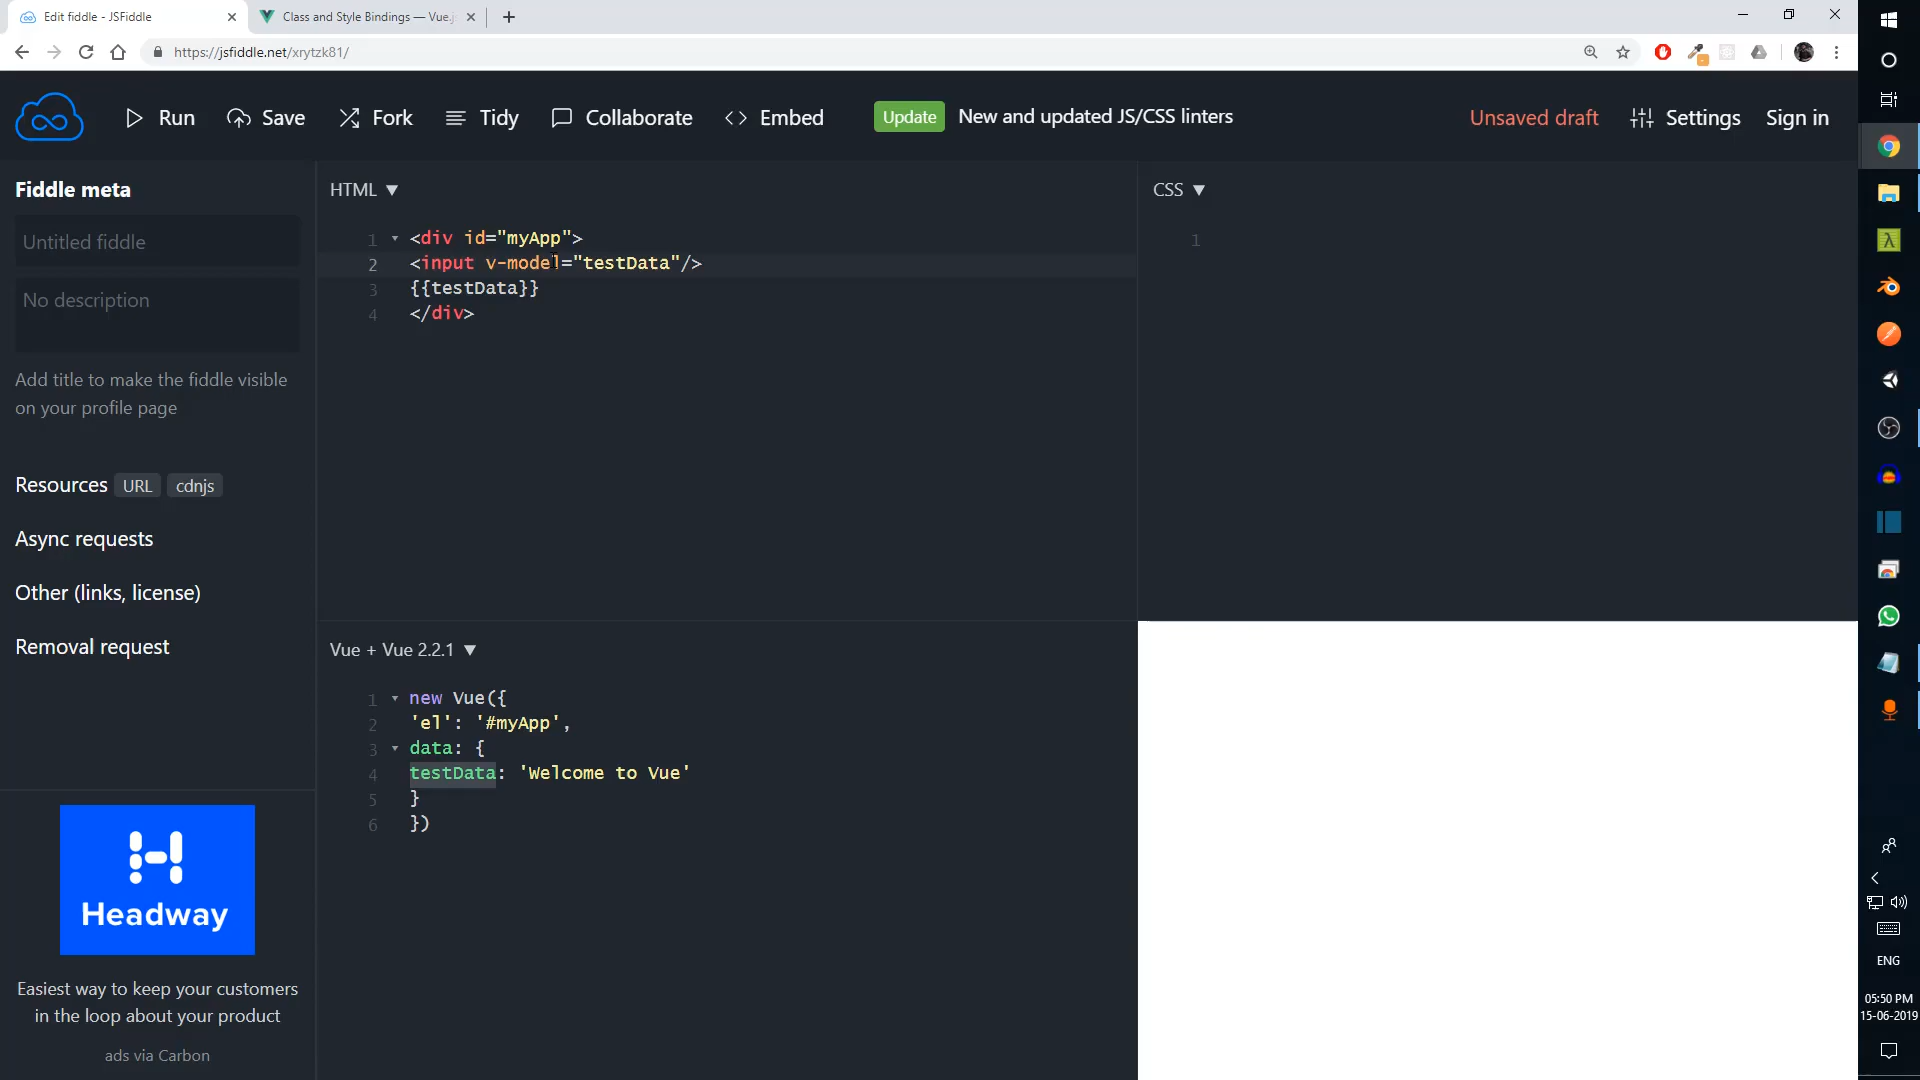 Edit fiddle - JSFiddle
Class and Style Bindings — Vue.j
https://jsfiddle.net/xrytzk81/
Run
Save
Fork
Tidy
Collaborate
Embed
Update
New and updated JS/CSS linters
Unsaved draft
Settings
Sign in
Fiddle meta
Untitled fiddle
No description
Add title to make the fiddle visible
on your profile page
Resources URL cdnjs
Async requests
Other (links, license)
Removal request
Headway
Easiest way to keep your customers
in the loop about your product
ads via Carbon
HTML ▼
1 <div id="myApp">
2 <input v-model="testData"/>
3 {{testData}}
4 </div>
CSS ▼
1
Vue + Vue 2.2.1 ▼
1 new Vue({
2 'el': '#myApp',
3 data: {
4 testData: 'Welcome to Vue'
5 }
6 })
ENG
05:50 PM
15-06-2019